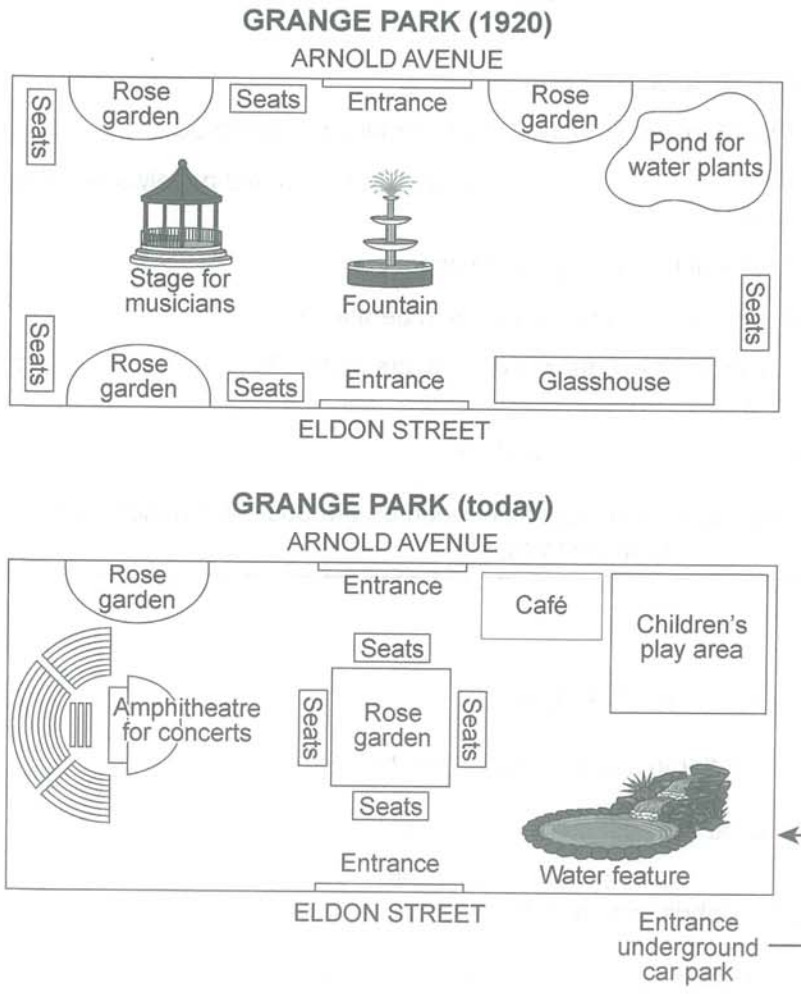 GRANGE PARK (1920)
ARNOLD AVENUE
Rose
garden
Seats
Entrance
Rose
garden
Seats
Pond for
water plants
Stage for
musicians
Fountain
Seats
Seats
Rose
garden
Seats
Entrance
Glasshouse
ELDON STREET
GRANGE PARK (today)
ARNOLD AVENUE
Rose
garden
Entrance
Café
Children's
play area
Seats
Amphitheatre
for concerts
Seats
Rose
garden
Seats
Seats
Entrance
Water feature
ELDON STREET
Entrance
underground
car park